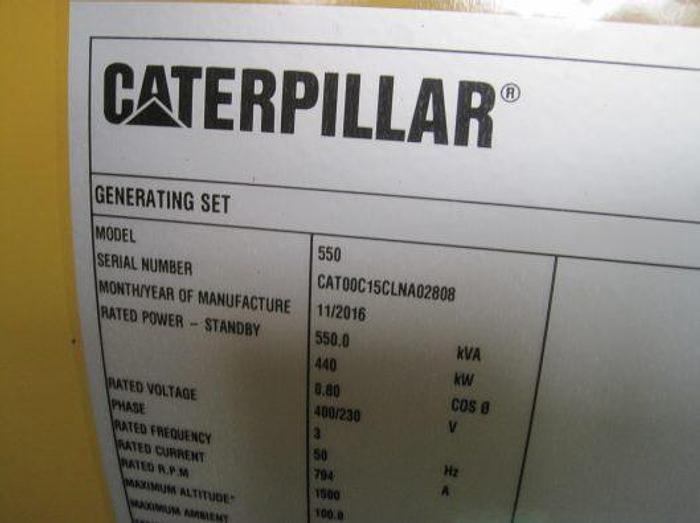 CATERPILLAR®
GENERATING SET
MODEL 550
SERIAL NUMBER CAT00C15CLNA02808
MONTH/YEAR OF MANUFACTURE 11/2016
RATED POWER – STANDBY 550.0 kVA
440 kW
0.80 COS Ø
RATED VOLTAGE 400/230 V
PHASE 3
RATED FREQUENCY 50 Hz
RATED CURRENT 794 A
RATED R.P.M 1500
MAXIMUM ALTITUDE* 100.0
MAXIMUM AMBIENT